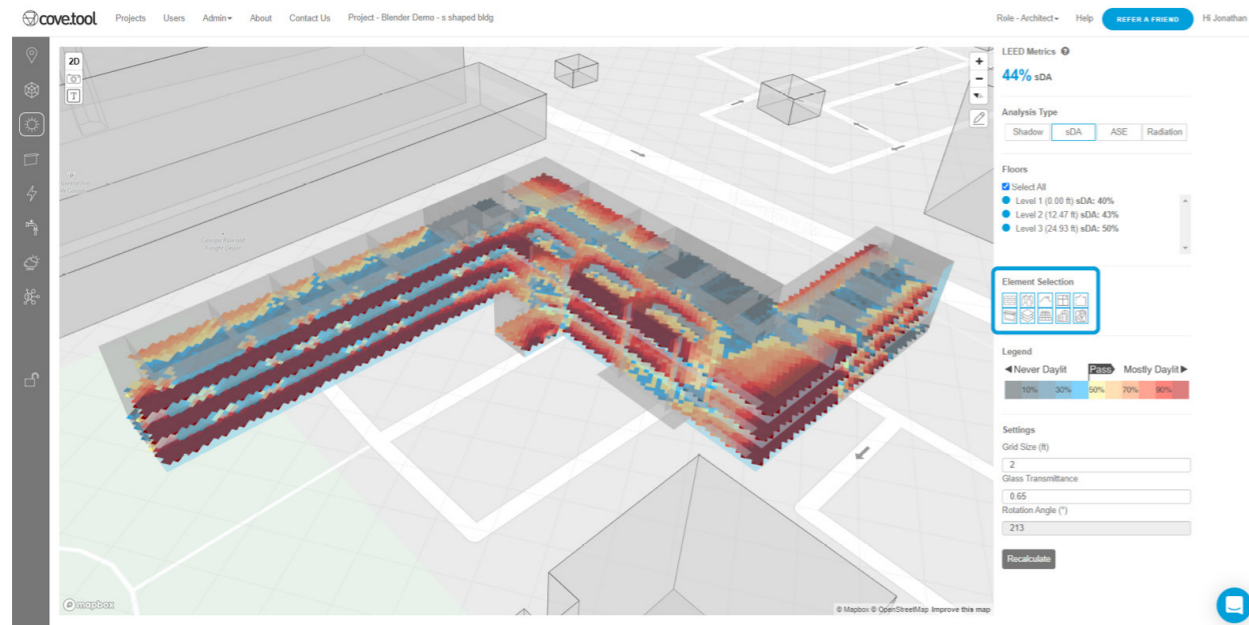 cove.tool Projects Users Admin About Contact Us Project - Blender Demo - s shaped bldg Role - Architect Help REFER A FRIEND Hi Jonathan
2D
T
+
−
LEED Metrics ?
44% sDA
Analysis Type
Shadow sDA ASE Radiation
Floors
Select All
Level 1 (0.00 ft) sDA: 40%
Level 2 (12.47 ft) sDA: 43%
Level 3 (24.93 ft) sDA: 50%
Element Selection
Legend
◀Never Daylit Pass Mostly Daylit▶
10% 30% 50% 70% 90%
Settings
Grid Size (ft)
2
Glass Transmittance
0.65
Rotation Angle (°)
213
Recalculate
mapbox
© Mapbox © OpenStreetMap Improve this map